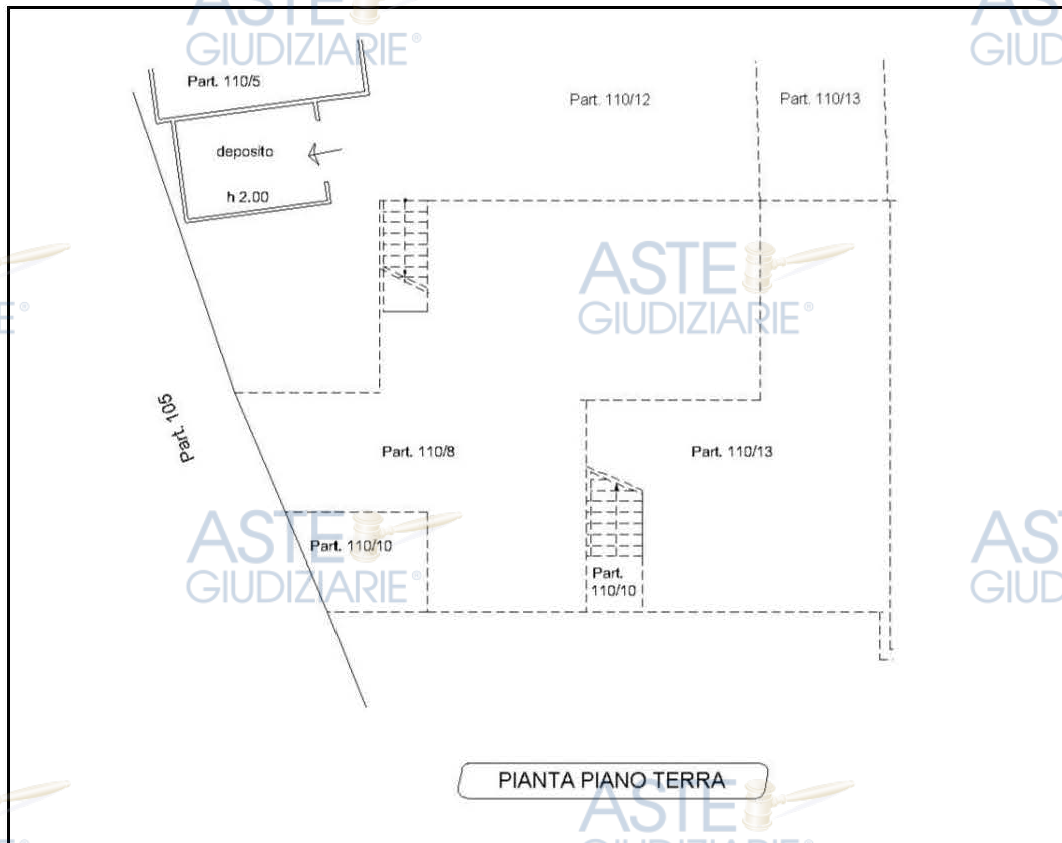 ASTE
GIUDIZIARIE®
Part. 110/5
Part. 110/12
Part. 110/13
deposito
h 2.00
ASTE
GIUDIZIARIE®
Part. 105
Part. 110/8
Part. 110/13
ASTE
GIUDIZIARIE®
Part. 110/10
Part.
110/10
PIANTA PIANO TERRA
ASTE